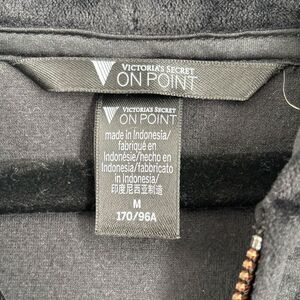 VICTORIA'S SECRET
ON POINT
VICTORIA'S SECRET
ON POINT
made in Indonesia/
fabriqué en
Indonésie/hecho en
Indonesia/fabbricato
in Indonesia/
印度尼西亚制造
M
170/96A